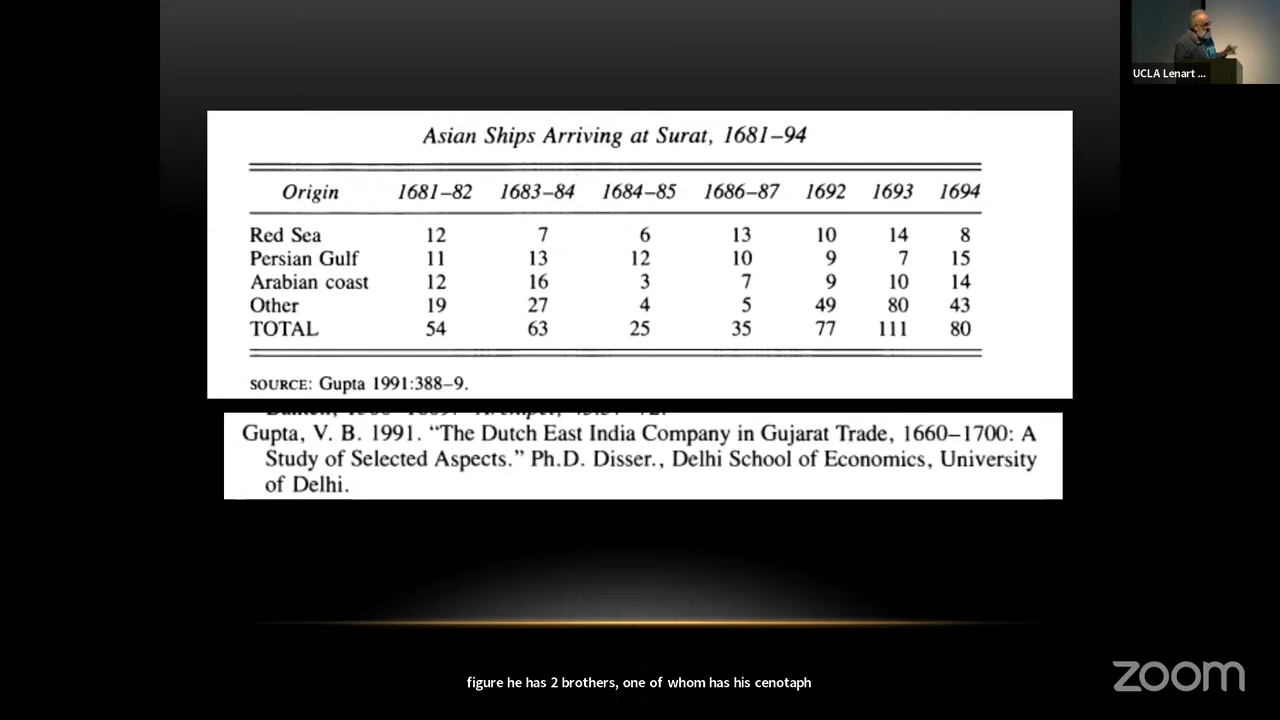 UCLA Lenart ...
Asian Ships Arriving at Surat, 1681–94
Origin 1681–82 1683–84 1684–85 1686–87 1692 1693 1694
Red Sea 12 7 6 13 10 14 8
Persian Gulf 11 13 12 10 9 7 15
Arabian coast 12 16 3 7 9 10 14
Other 19 27 4 5 49 80 43
TOTAL 54 63 25 35 77 111 80
SOURCE: Gupta 1991:388–9.
Gupta, V. B. 1991. “The Dutch East India Company in Gujarat Trade, 1660–1700: A
Study of Selected Aspects.” Ph.D. Disser., Delhi School of Economics, University
of Delhi.
figure he has 2 brothers, one of whom has his cenotaph
zoom